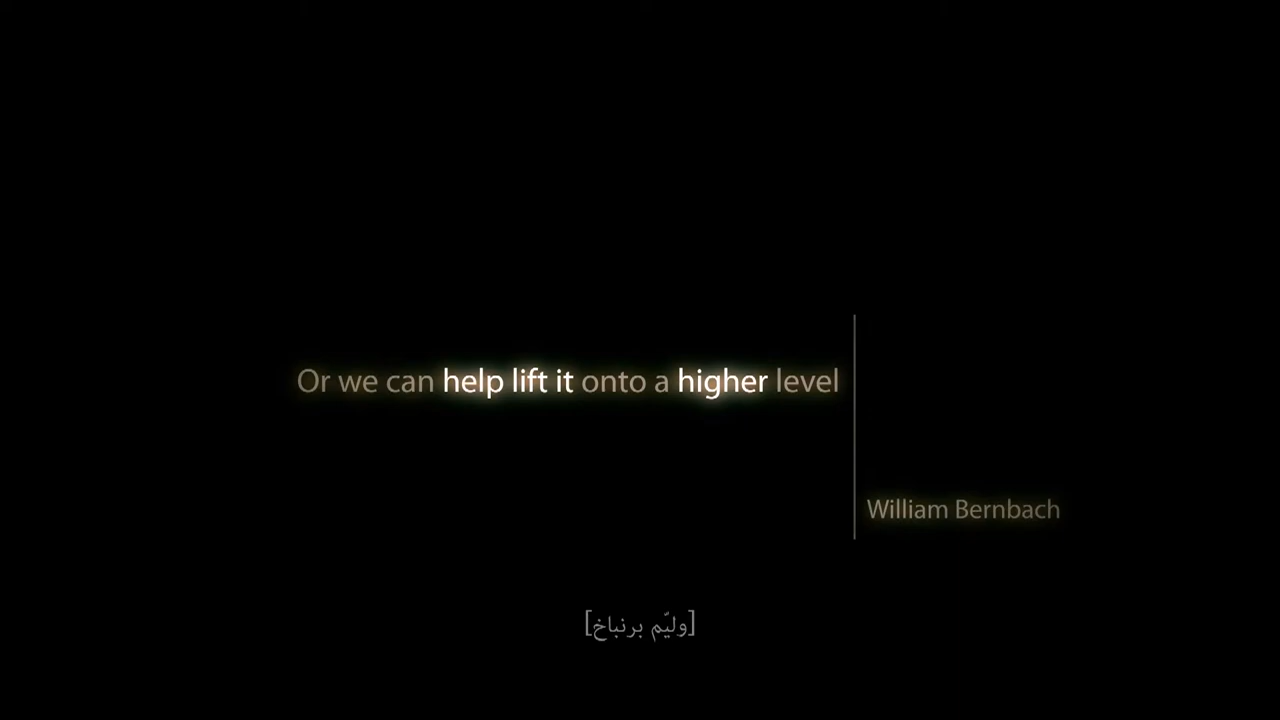 Or we can help lift it onto a higher level
William Bernbach
[وليّم برنباخ]